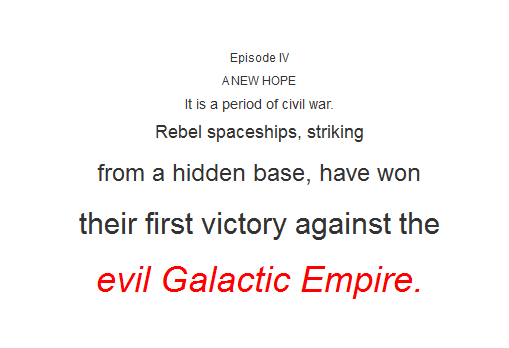 Episode IV
A NEW HOPE
It is a period of civil war.
Rebel spaceships, striking
from a hidden base, have won
their first victory against the
evil Galactic Empire.